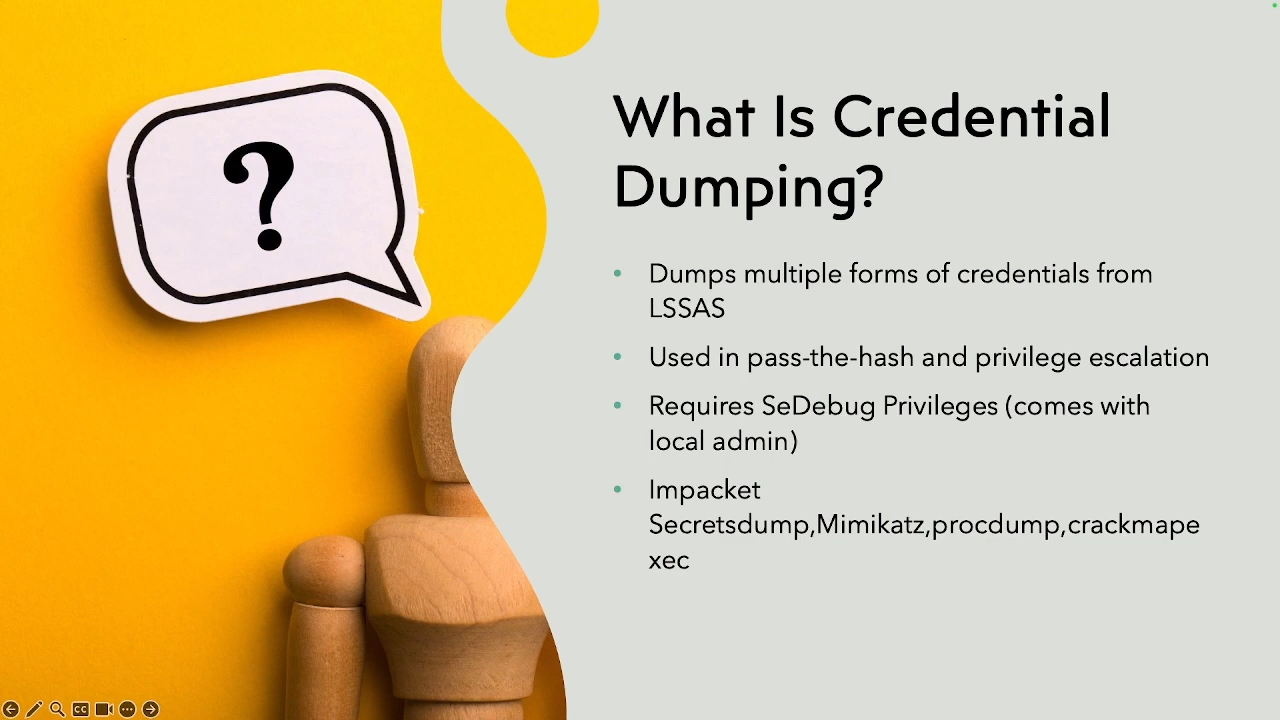 ?
What Is Credential
Dumping?
• Dumps multiple forms of credentials from
LSSAS
• Used in pass-the-hash and privilege escalation
• Requires SeDebug Privileges (comes with
local admin)
• Impacket
Secretsdump,Mimikatz,procdump,crackmape
xec
CC